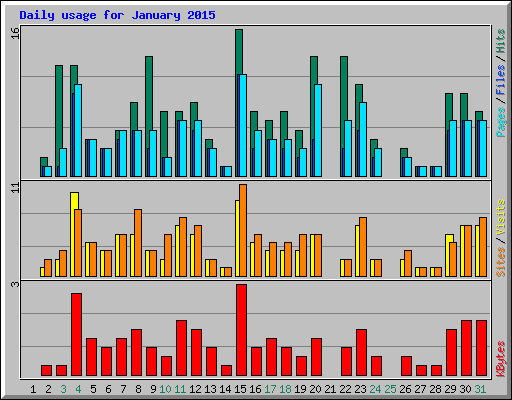 Daily usage for January 2015
16
11
3
Pages / Files / Hits
Sites / Visits
KBytes
1 2 3 4 5 6 7 8 9 10 11 12 13 14 15 16 17 18 19 20 21 22 23 24 25 26 27 28 29 30 31